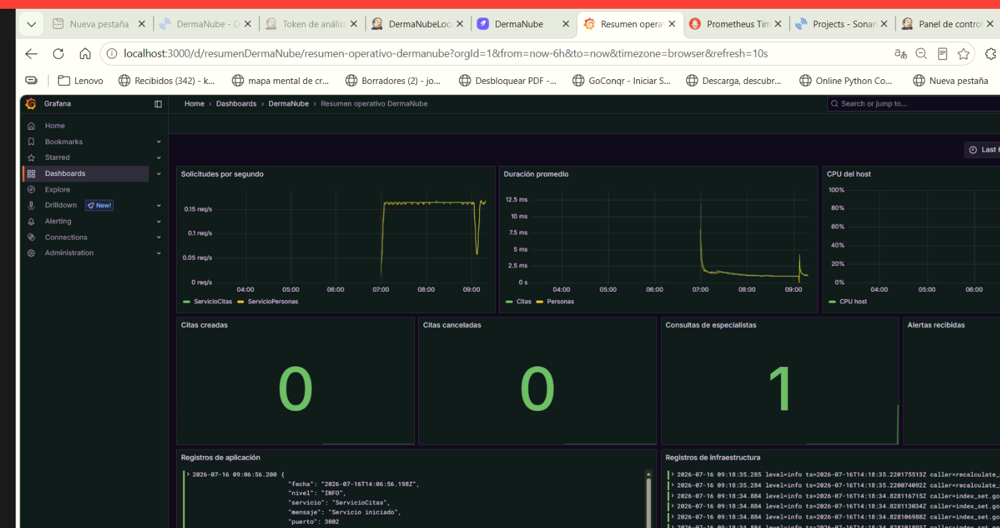 Nueva pestaña
DermaNube - O
Token de análisi
DermaNubeLoc
DermaNube
Resumen opera
Prometheus Tim
Projects - Sonar
Panel de control
localhost:3000/d/resumenDermaNube/resumen-operativo-dermanube?orgId=1&from=now-6h&to=now&timezone=browser&refresh=10s
Lenovo
Recibidos (342) - k...
mapa mental de cr...
Borradores (2) - jo...
Desbloquear PDF -...
GoConqr - Iniciar S...
Descarga, descubr...
Online Python Co...
Nueva pestaña
Grafana
Home › Dashboards › DermaNube › Resumen operativo DermaNube
Search or jump to...
Home
Bookmarks
Starred
Dashboards
Explore
Drilldown New!
Alerting
Connections
Administration
Last 6
Solicitudes por segundo
0.15 req/s
0.1 req/s
0.05 req/s
0 req/s
04:00 05:00 06:00 07:00 08:00 09:00
ServicioCitas ServicioPersonas
Duración promedio
12.5 ms
10 ms
7.5 ms
5 ms
2.5 ms
0 s
04:00 05:00 06:00 07:00 08:00 09:00
Citas Personas
CPU del host
100%
80%
60%
40%
20%
0%
04:00 05:00 06:00
CPU host
Citas creadas
0
Citas canceladas
0
Consultas de especialistas
1
Alertas recibidas
Registros de aplicación
2026-07-16 09:06:56.200 {
"fecha": "2026-07-16T14:06:56.198Z",
"nivel": "INFO",
"servicio": "ServicioCitas",
"mensaje": "Servicio iniciado",
"puerto": 3002
Registros de infraestructura
2026-07-16 09:18:35.285 level=info ts=2026-07-16T14:18:35.220175513Z caller=recalculate_
2026-07-16 09:18:35.284 level=info ts=2026-07-16T14:18:35.220074092Z caller=recalculate_
2026-07-16 09:18:34.884 level=info ts=2026-07-16T14:18:34.828116715Z caller=index_set.go
2026-07-16 09:18:34.884 level=info ts=2026-07-16T14:18:34.828113034Z caller=index_set.go
2026-07-16 09:18:34.884 level=info ts=2026-07-16T14:18:34.828106988Z caller=index_set.go